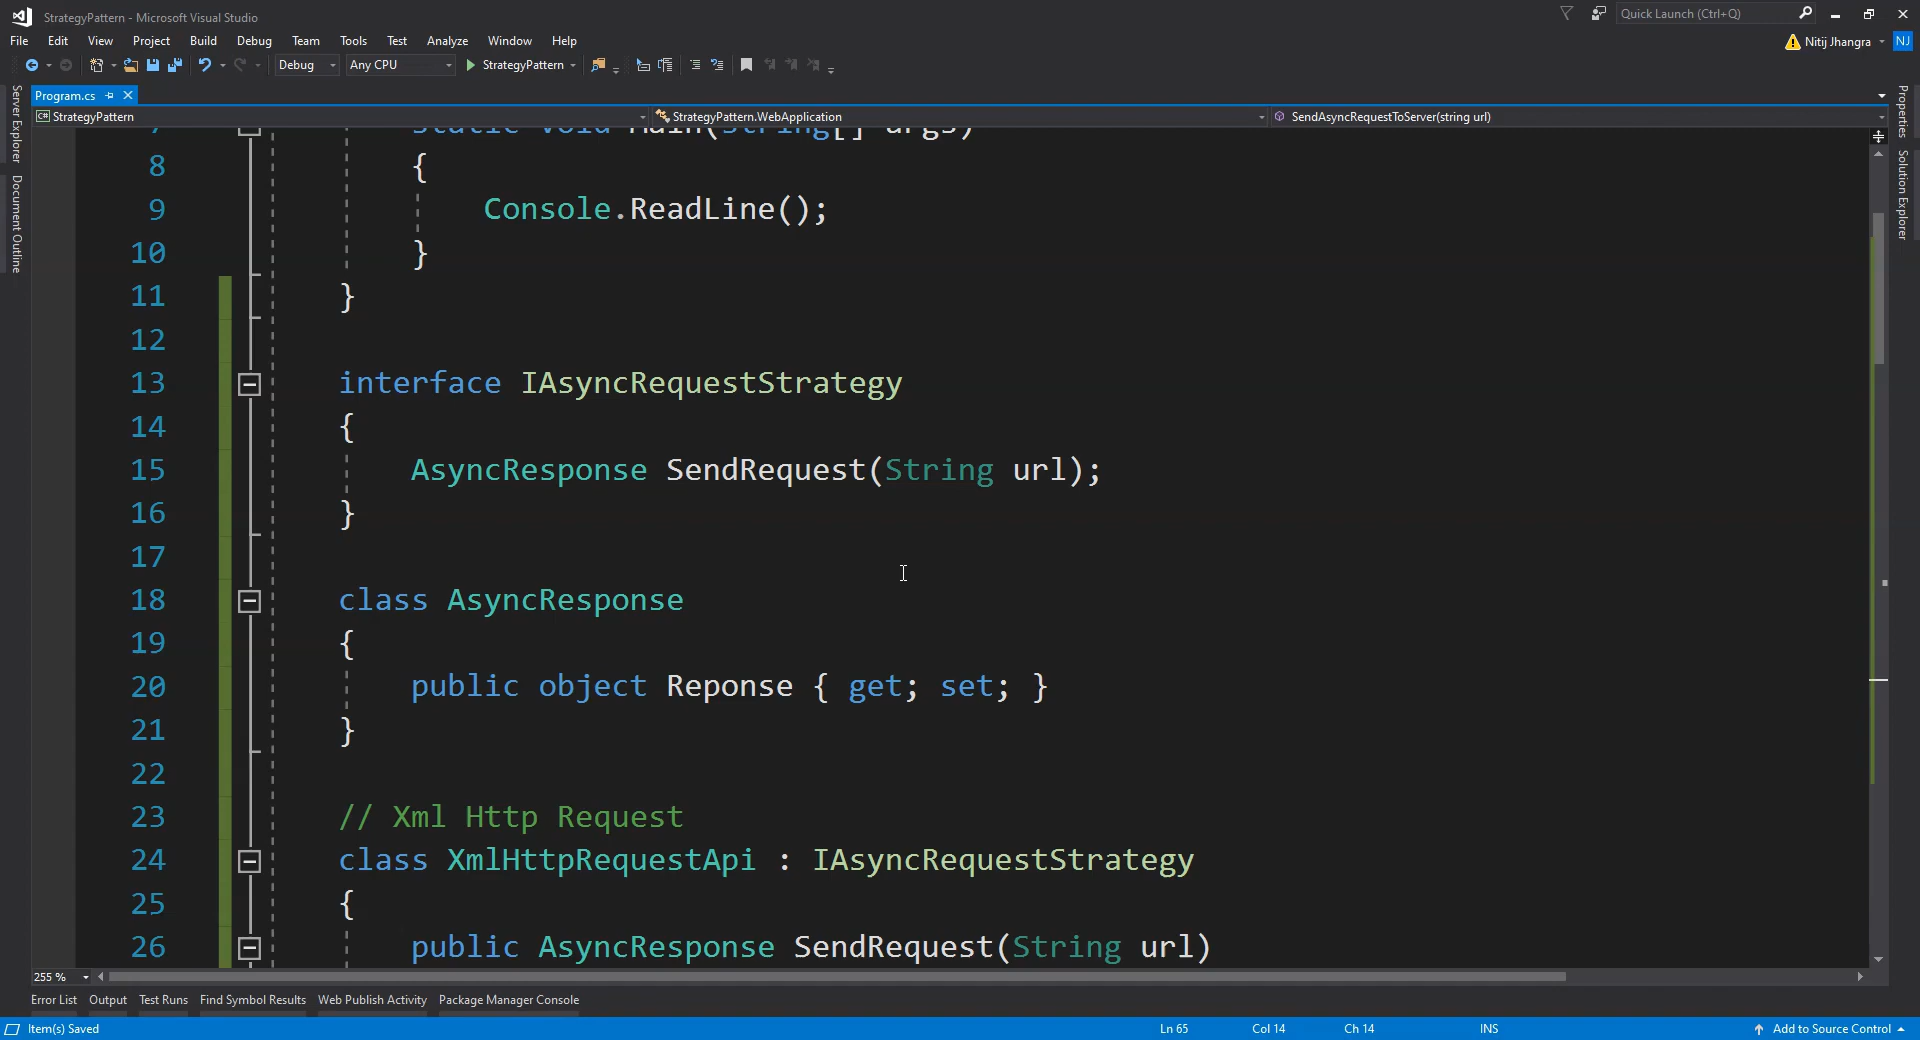 StrategyPattern - Microsoft Visual Studio
Quick Launch (Ctrl+Q)
File Edit View Project Build Debug Team Tools Test Analyze Window Help
Nitij Jhangra NJ
Debug Any CPU StrategyPattern
Server Explorer
Document Outline
Program.cs
Properties
Solution Explorer
C# StrategyPattern
StrategyPattern.WebApplication
SendAsyncRequestToServer(string url)
7 static void Main(string[] args)
8 {
9 Console.ReadLine();
10 }
11 }
12
13 interface IAsyncRequestStrategy
14 {
15 AsyncResponse SendRequest(String url);
16 }
17
18 class AsyncResponse
19 {
20 public object Reponse { get; set; }
21 }
22
23 // Xml Http Request
24 class XmlHttpRequestApi : IAsyncRequestStrategy
25 {
26 public AsyncResponse SendRequest(String url)
255 %
Error List Output Test Runs Find Symbol Results Web Publish Activity Package Manager Console
Item(s) Saved Ln 65 Col 14 Ch 14 INS Add to Source Control